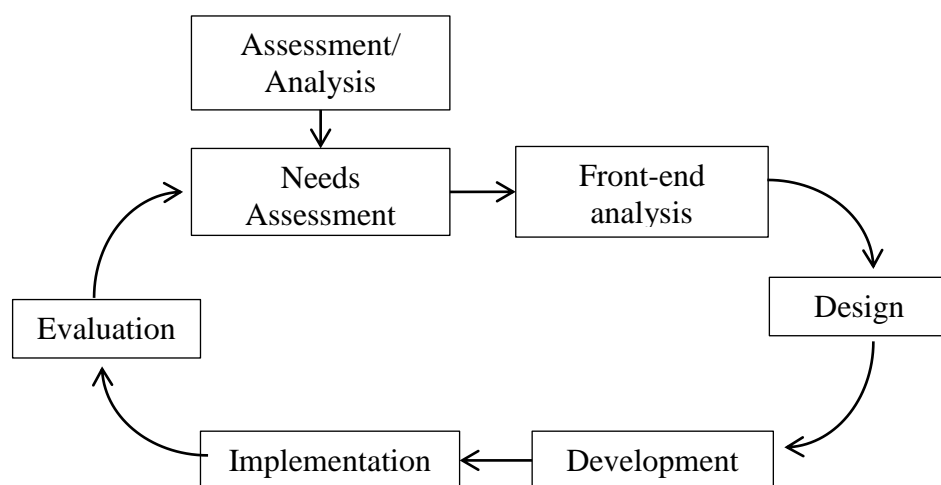 Assessment/
Analysis
Needs
Assessment
Front-end
analysis
Design
Evaluation
Implementation
Development